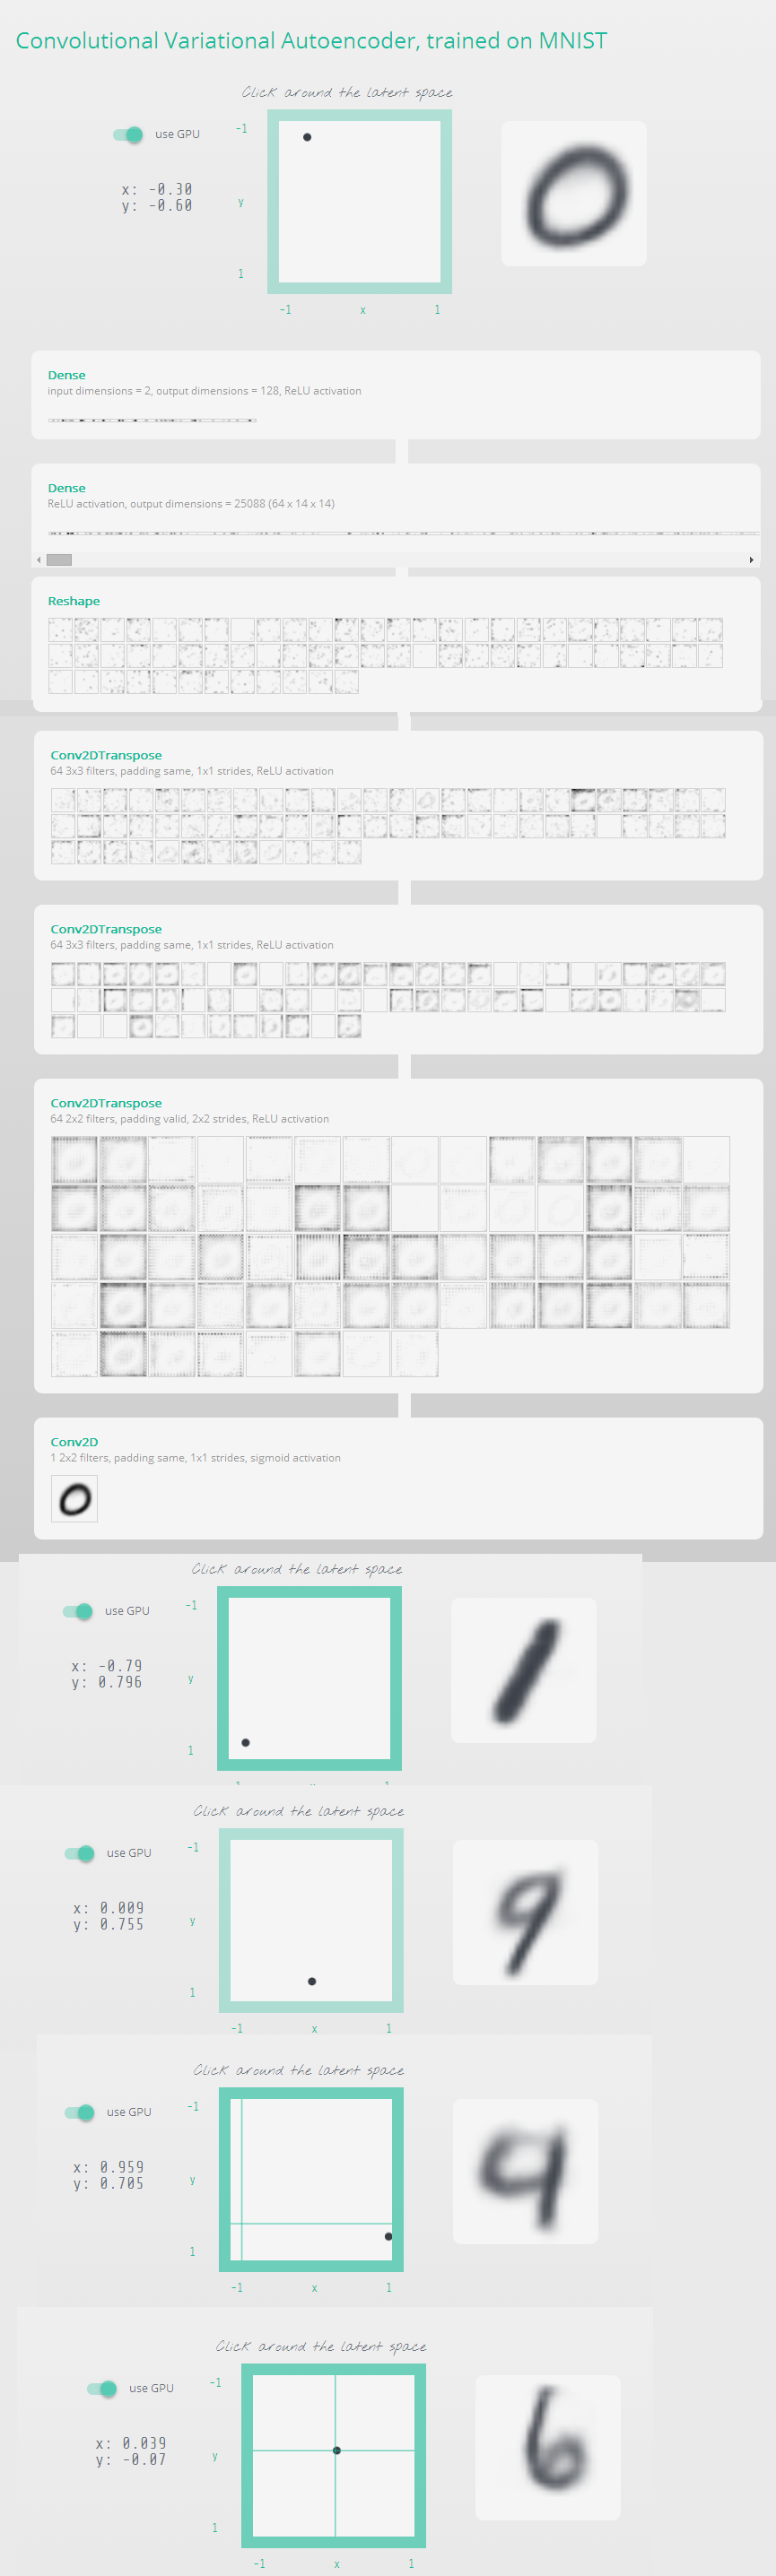 Convolutional Variational Autoencoder, trained on MNIST
Click around the latent space
use GPU
x: -0.30
y: -0.60
-1
y
1
-1 x 1
0
Dense
input dimensions = 2, output dimensions = 128, ReLU activation
Dense
ReLU activation, output dimensions = 25088 (64 x 14 x 14)
Reshape
Conv2DTranspose
64 3x3 filters, padding same, 1x1 strides, ReLU activation
Conv2DTranspose
64 3x3 filters, padding same, 1x1 strides, ReLU activation
Conv2DTranspose
64 2x2 filters, padding valid, 2x2 strides, ReLU activation
Conv2D
1 2x2 filters, padding same, 1x1 strides, sigmoid activation
0
Click around the latent space
use GPU
x: -0.79
y: 0.796
-1
y
1
1
Click around the latent space
use GPU
x: 0.009
y: 0.755
-1
y
1
-1 x 1
9
Click around the latent space
use GPU
x: 0.959
y: 0.705
-1
y
1
-1 x 1
4
Click around the latent space
use GPU
x: 0.039
y: -0.07
-1
y
1
-1 x 1
6